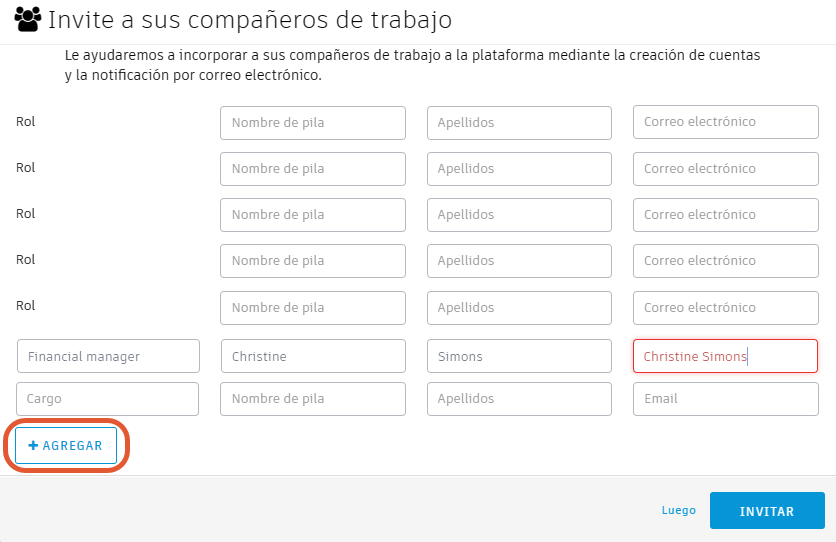 Invite a sus compañeros de trabajo
Le ayudaremos a incorporar a sus compañeros de trabajo a la plataforma mediante la creación de cuentas
y la notificación por correo electrónico.
Rol Nombre de pila Apellidos Correo electrónico
Rol Nombre de pila Apellidos Correo electrónico
Rol Nombre de pila Apellidos Correo electrónico
Rol Nombre de pila Apellidos Correo electrónico
Rol Nombre de pila Apellidos Correo electrónico
Financial manager Christine Simons Christine Simons
Cargo Nombre de pila Apellidos Email
+ AGREGAR
Luego INVITAR